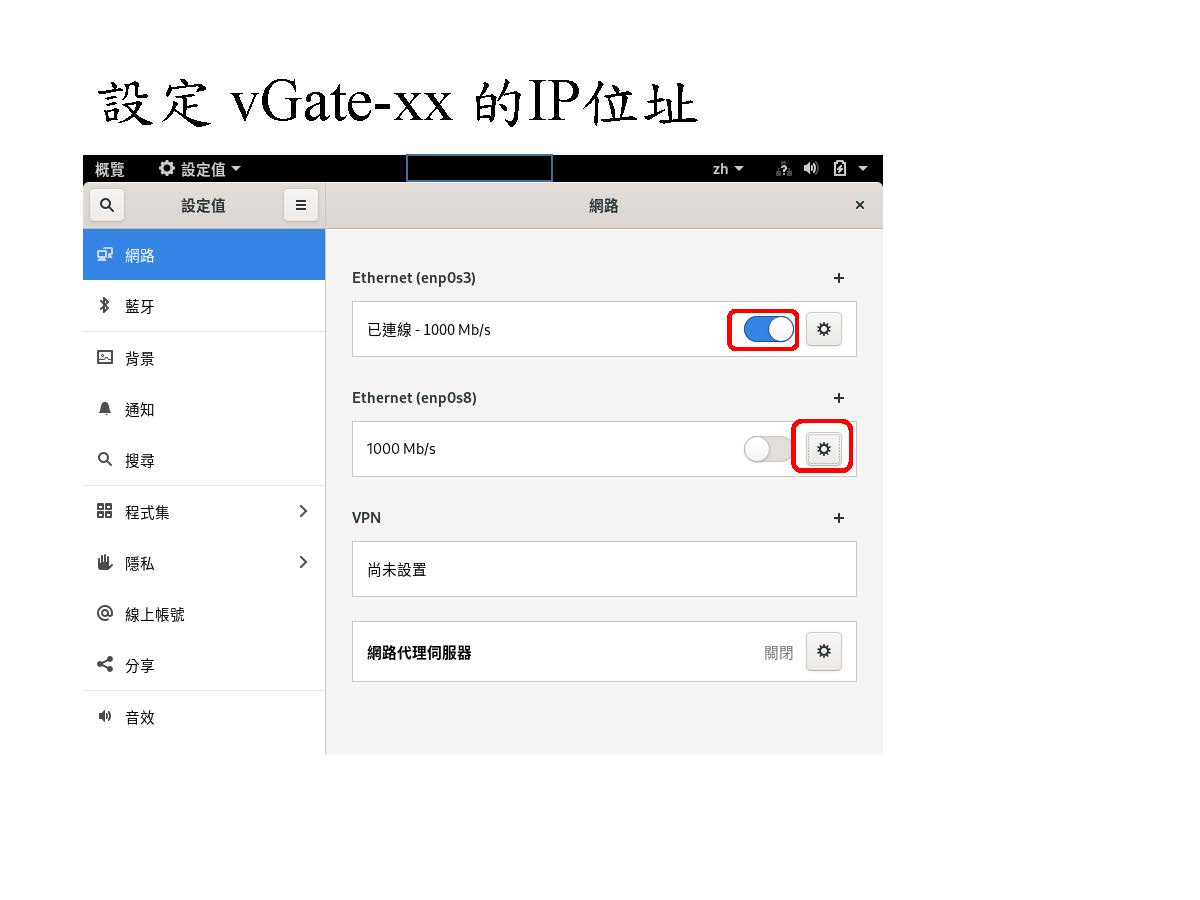 設定 vGate-xx 的IP位址
概覽 設定值 zh
設定值 網路
網路
藍牙
背景
通知
搜尋
程式集
隱私
線上帳號
分享
音效
Ethernet (enp0s3)
已連線 - 1000 Mb/s
Ethernet (enp0s8)
1000 Mb/s
VPN
尚未設置
網路代理伺服器 關閉